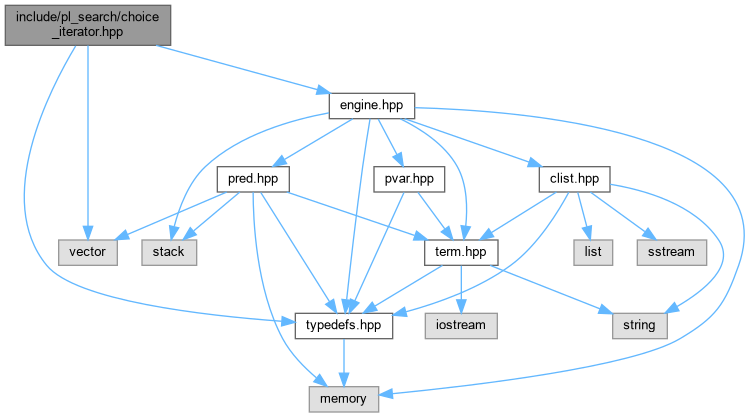 include/pl_search/choice
_iterator.hpp
engine.hpp
pred.hpp
pvar.hpp
clist.hpp
vector
stack
term.hpp
list
sstream
typedefs.hpp
iostream
string
memory